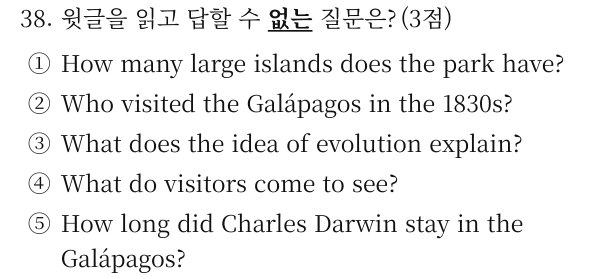 38. 윗글을 읽고 답할 수 없는 질문은? (3점)
① How many large islands does the park have?
② Who visited the Galápagos in the 1830s?
③ What does the idea of evolution explain?
④ What do visitors come to see?
⑤ How long did Charles Darwin stay in the
Galápagos?